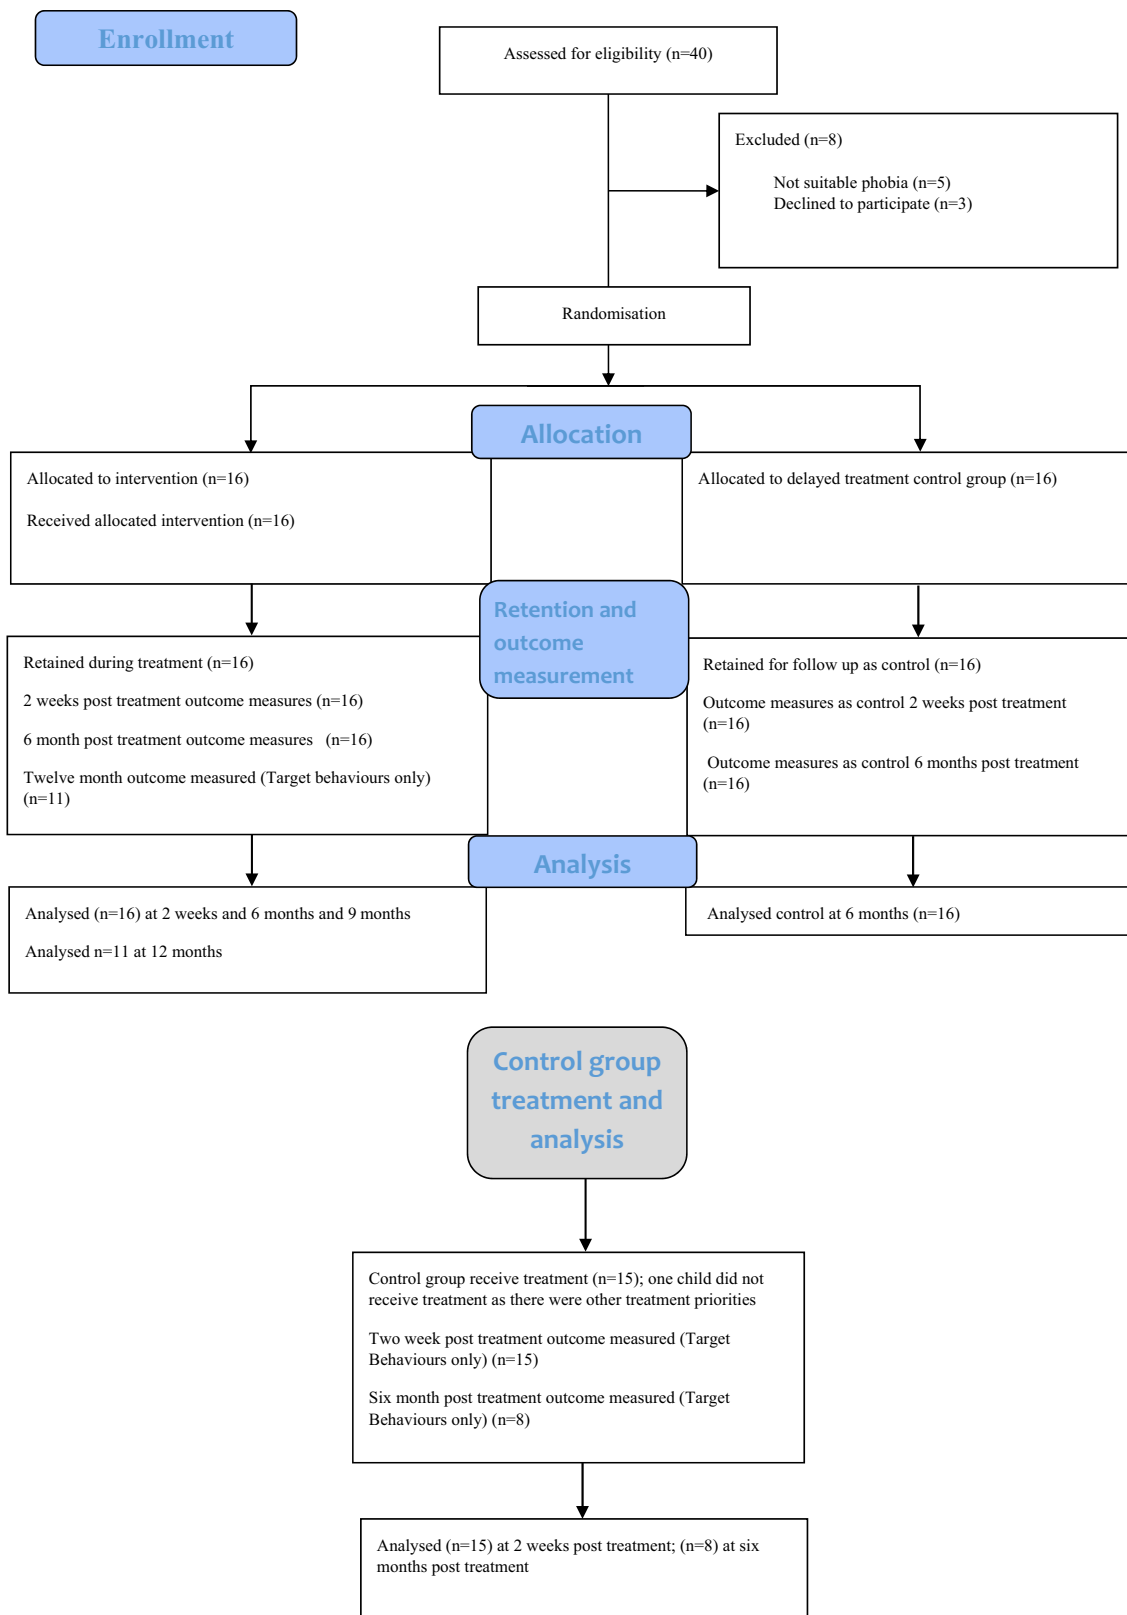 Enrollment
Assessed for eligibility (n=40)
Excluded (n=8)
Not suitable phobia (n=5)
Declined to participate (n=3)
Randomisation
Allocation
Allocated to intervention (n=16)
Received allocated intervention (n=16)
Allocated to delayed treatment control group (n=16)
Retention and
outcome
measurement
Retained during treatment (n=16)
2 weeks post treatment outcome measures (n=16)
6 month post treatment outcome measures (n=16)
Twelve month outcome measured (Target behaviours only)
(n=11)
Retained for follow up as control (n=16)
Outcome measures as control 2 weeks post treatment
(n=16)
Outcome measures as control 6 months post treatment
(n=16)
Analysis
Analysed (n=16) at 2 weeks and 6 months and 9 months
Analysed n=11 at 12 months
Analysed control at 6 months (n=16)
Control group
treatment and
analysis
Control group receive treatment (n=15); one child did not
receive treatment as there were other treatment priorities
Two week post treatment outcome measured (Target
Behaviours only) (n=15)
Six month post treatment outcome measured (Target
Behaviours only) (n=8)
Analysed (n=15) at 2 weeks post treatment; (n=8) at six
months post treatment